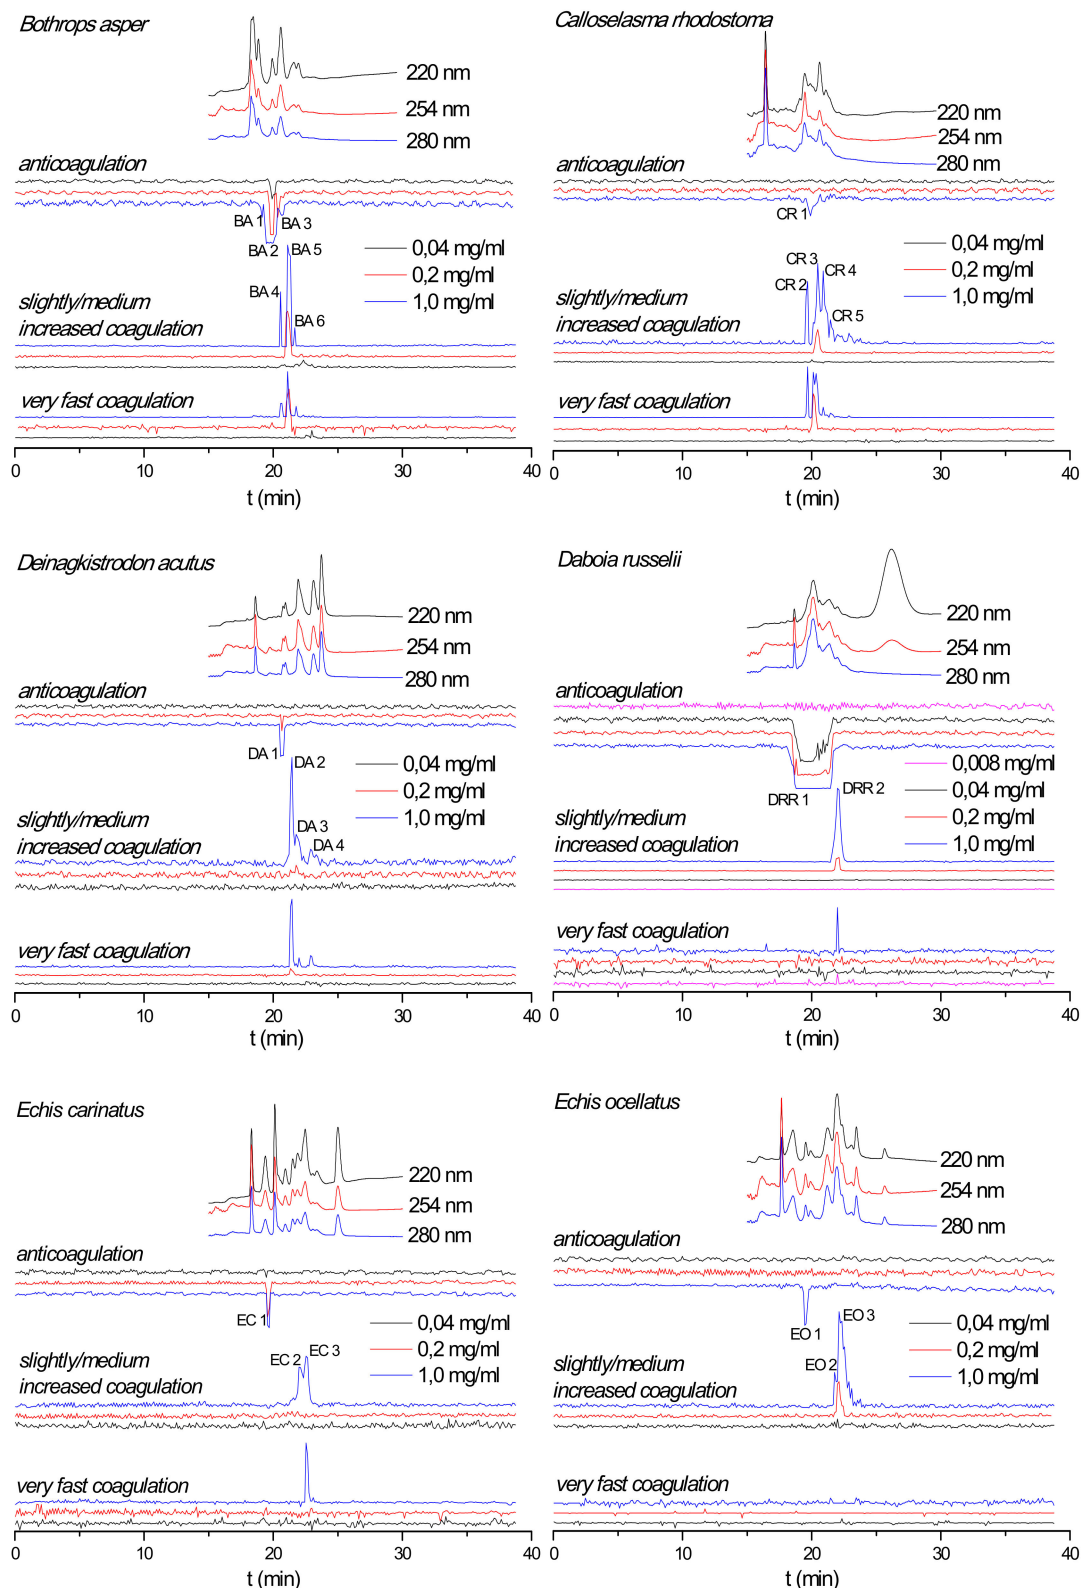 Bothrops asper
220 nm
254 nm
280 nm
anticoagulation
BA 1
BA 3
BA 2
BA 5
0,04 mg/ml
0,2 mg/ml
1,0 mg/ml
BA 4
BA 6
slightly/medium
increased coagulation
very fast coagulation
0 10 20 30 40
t (min)
Calloselasma rhodostoma
220 nm
254 nm
280 nm
anticoagulation
CR 1
0,04 mg/ml
0,2 mg/ml
1,0 mg/ml
CR 3
CR 4
CR 2
CR 5
slightly/medium
increased coagulation
very fast coagulation
0 10 20 30 40
t (min)
Deinagkistrodon acutus
220 nm
254 nm
280 nm
anticoagulation
DA 1
DA 2
0,04 mg/ml
0,2 mg/ml
1,0 mg/ml
DA 3
DA 4
slightly/medium
increased coagulation
very fast coagulation
0 10 20 30 40
t (min)
Daboia russelii
220 nm
254 nm
280 nm
anticoagulation
0,008 mg/ml
0,04 mg/ml
0,2 mg/ml
1,0 mg/ml
DRR 1
DRR 2
slightly/medium
increased coagulation
very fast coagulation
0 10 20 30 40
t (min)
Echis carinatus
220 nm
254 nm
280 nm
anticoagulation
EC 1
0,04 mg/ml
0,2 mg/ml
1,0 mg/ml
EC 2
EC 3
slightly/medium
increased coagulation
very fast coagulation
0 10 20 30 40
t (min)
Echis ocellatus
220 nm
254 nm
280 nm
anticoagulation
EO 1
EO 3
0,04 mg/ml
0,2 mg/ml
1,0 mg/ml
EO 2
slightly/medium
increased coagulation
very fast coagulation
0 10 20 30 40
t (min)